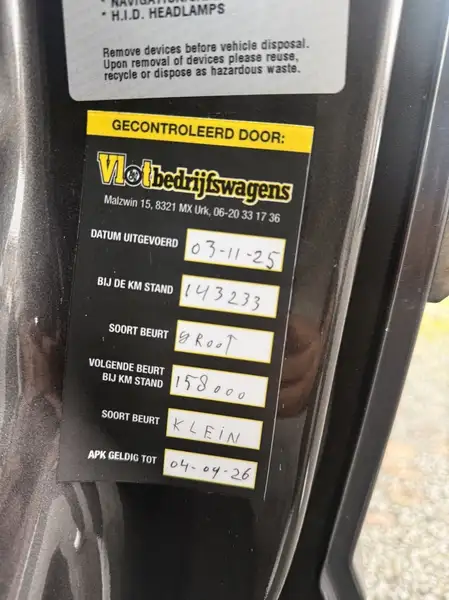 * H.I.D. HEADLAMPS
Remove devices before vehicle disposal.
Upon removal of devices please reuse,
recycle or dispose as hazardous waste.
GECONTROLEERD DOOR:
Vlot bedrijfswagens
Malzwin 15, 8321 MX Urk, 06-20 33 17 36
DATUM UITGEVOERD 03-11-25
BIJ DE KM STAND 143233
SOORT BEURT gROOT
VOLGENDE BEURT
BIJ KM STAND 158000
SOORT BEURT KLEiN
APK GELDIG TOT 04-09-26